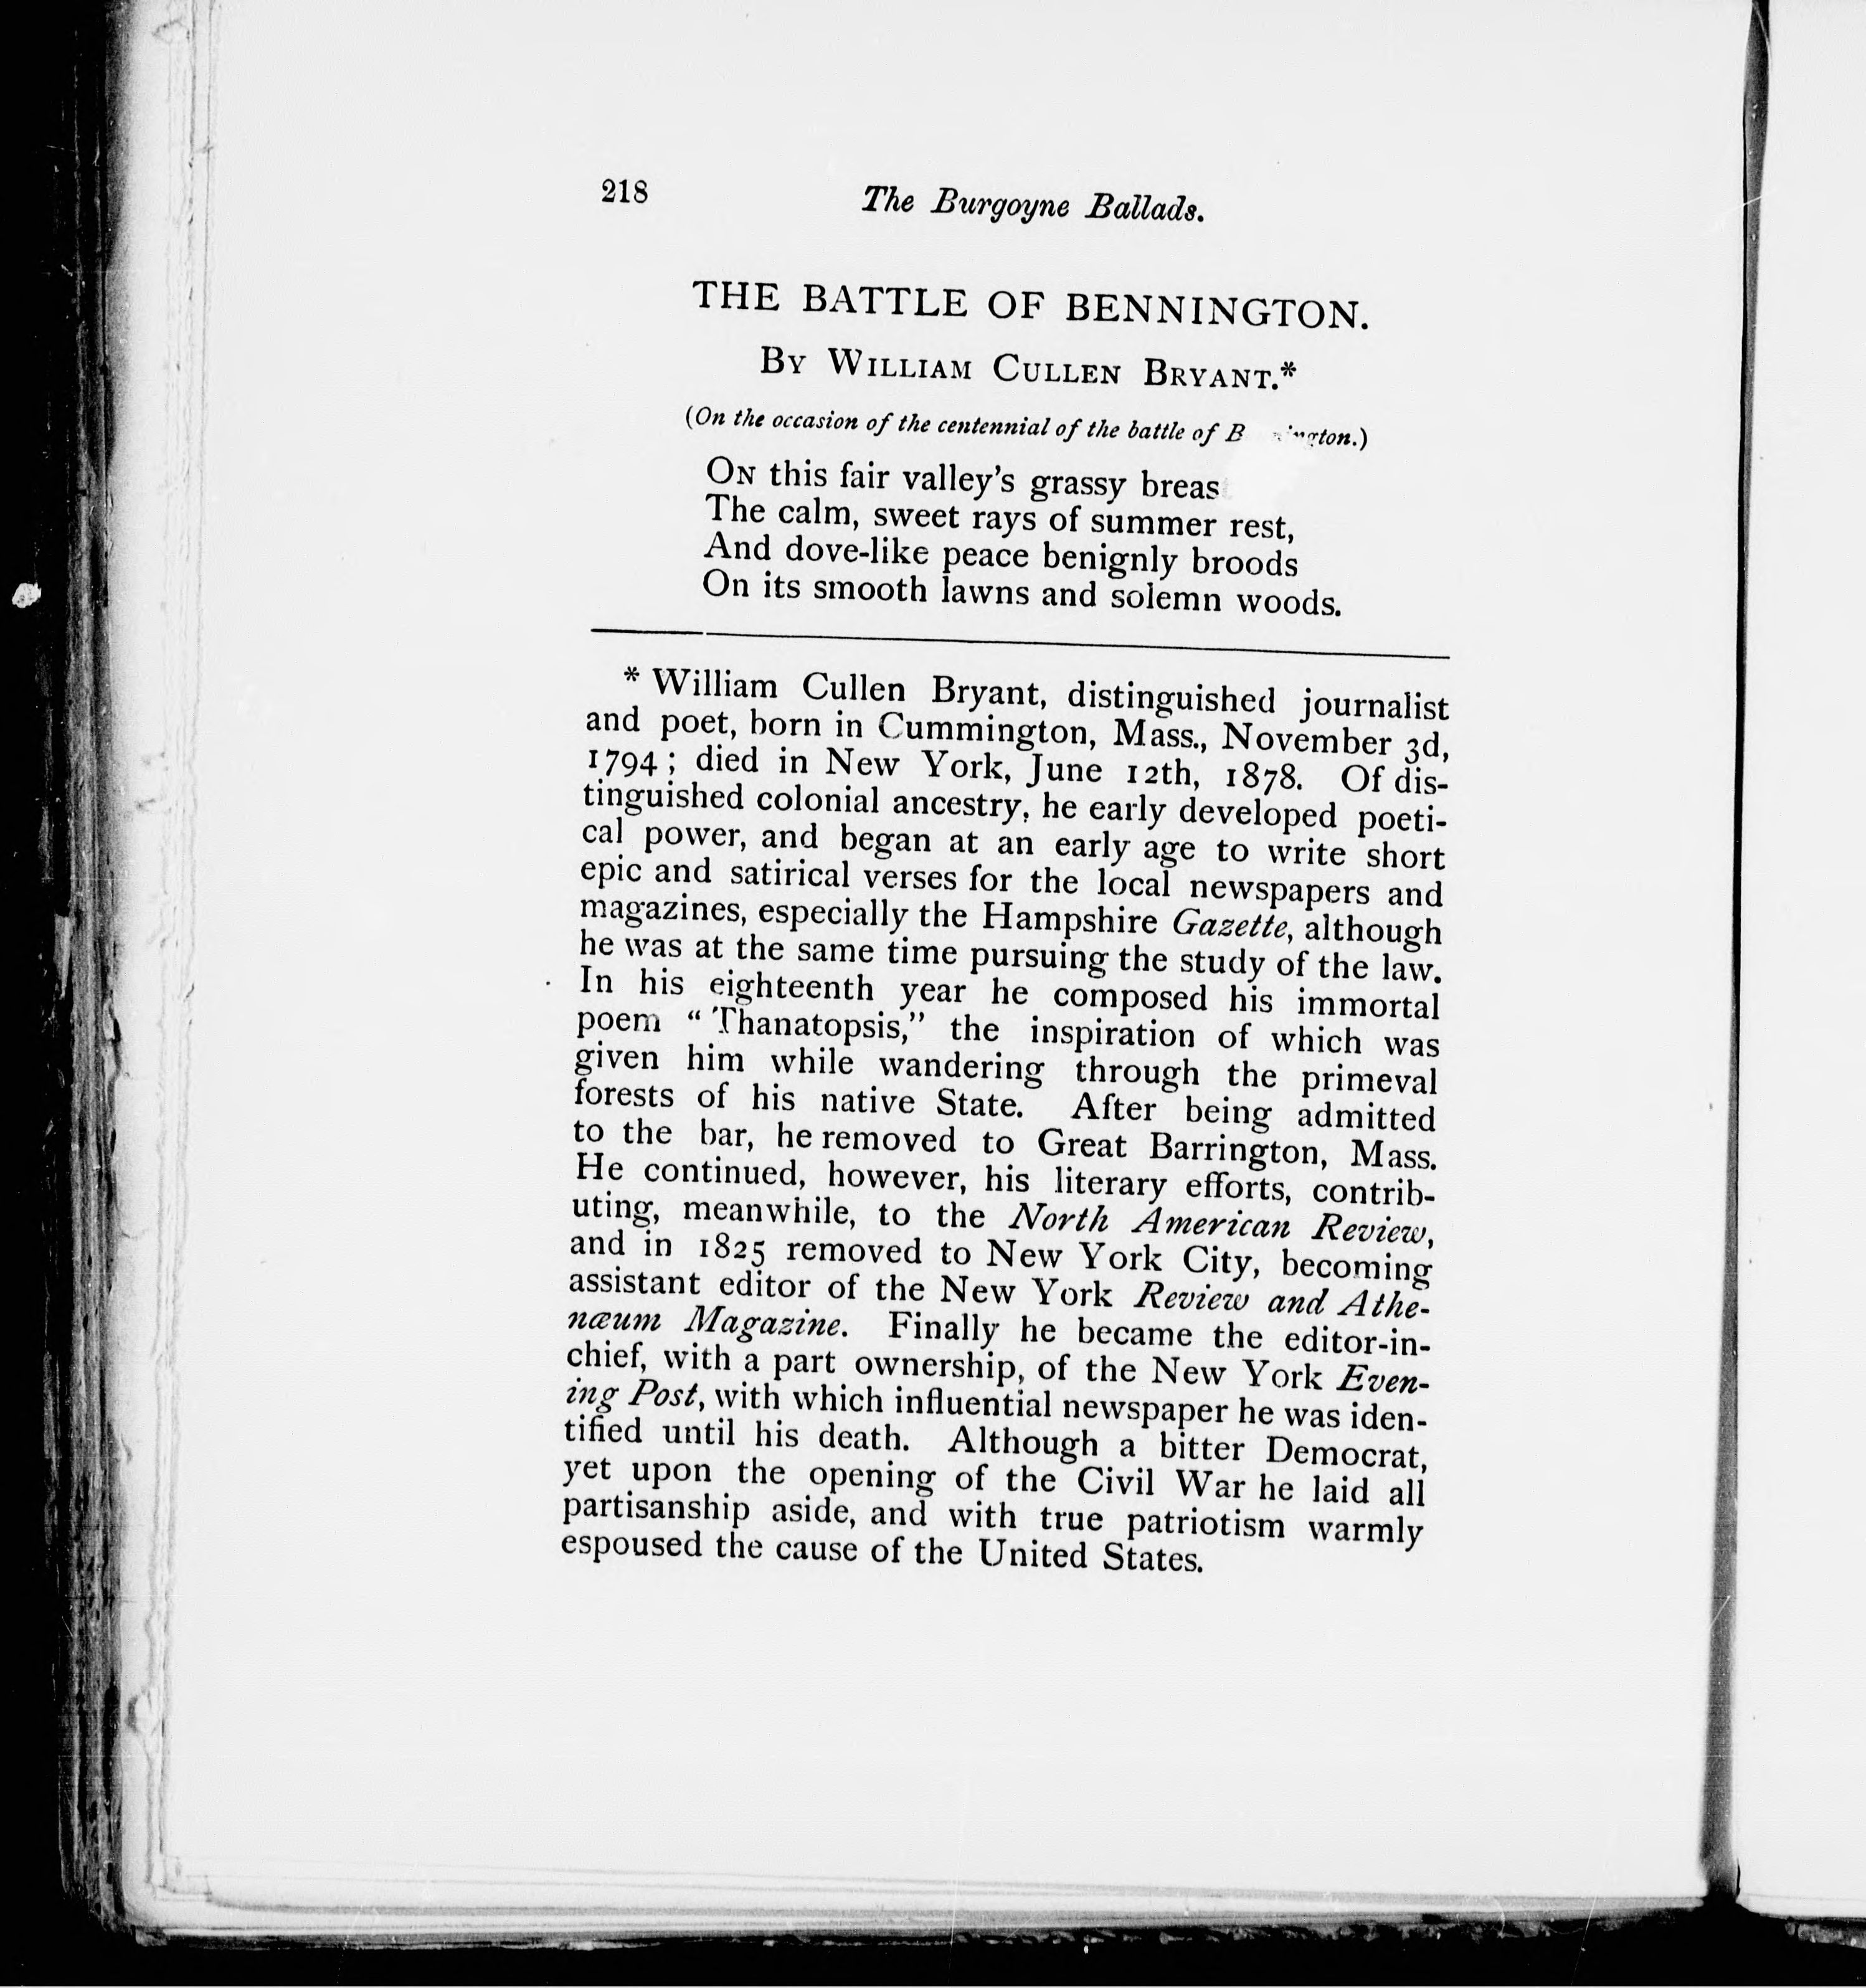 218
The Burgoyne Ballads.
THE BATTLE OF BENNINGTON.
BY WILLIAM CULLEN BRYANT.*
(On the occasion of the centennial of the battle of B ington.)
ON this fair valley's grassy breast
The calm, sweet rays of summer rest,
And dove-like peace benignly broods
On its smooth lawns and solemn woods.
* William Cullen Bryant, distinguished journalist
and poet, born in Cummington, Mass., November 3d,
1794; died in New York, June 12th, 1878. Of dis-
tinguished colonial ancestry, he early developed poeti-
cal power, and began at an early age to write short
epic and satirical verses for the local newspapers and
magazines, especially the Hampshire Gazette, although
he was at the same time pursuing the study of the law.
In his eighteenth year he composed his immortal
poem "Thanatopsis," the inspiration of which was
given him while wandering through the primeval
forests of his native State. After being admitted
to the bar, he removed to Great Barrington, Mass.
He continued, however, his literary efforts, contrib-
uting, meanwhile, to the North American Review,
and in 1825 removed to New York City, becoming
assistant editor of the New York Review and Athe-
næum Magazine. Finally he became the editor-in-
chief, with a part ownership, of the New York Even-
ing Post, with which influential newspaper he was iden-
tified until his death. Although a bitter Democrat,
yet upon the opening of the Civil War he laid all
partisanship aside, and with true patriotism warmly
espoused the cause of the United States.